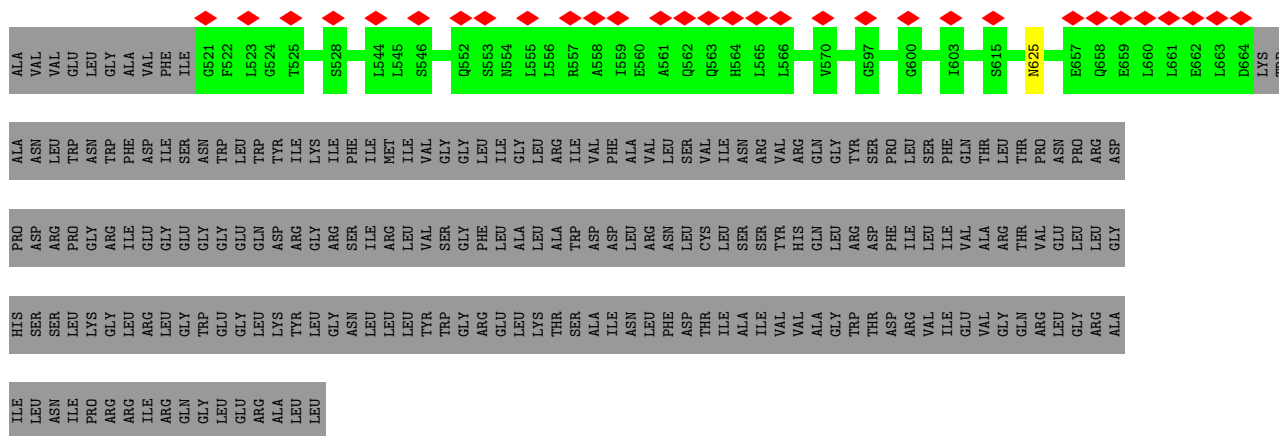 ALA VAL VAL GLU LEU GLY ALA VAL PHE ILE G521 F522 L523 G524 T525 S528 L544 L545 S546 Q552 S553 N554 L555 L556 R557 A558 I559 E560 A561 Q562 Q563 H564 L565 L566 V570 G597 G600 I603 S615 N625 E657 Q658 E659 L660 L661 E662 L663 D664 LYS TRP
ALA ASN LEU TRP ASN TRP PHE ASP ILE SER ASN TRP LEU TRP TYR ILE LYS ILE PHE ILE MET ILE VAL GLY GLY LEU ILE GLY LEU ARG ILE VAL PHE ALA VAL LEU SER VAL ILE ASN ARG VAL ARG GLN GLY TYR SER PRO LEU SER PHE GLN THR LEU THR PRO ASN PRO ARG ASP
PRO ASP ARG PRO GLY ARG ILE GLU GLY GLU GLY GLY GLU GLN ASP ARG GLY ARG SER ILE ARG LEU VAL SER GLY PHE LEU ALA LEU ALA TRP ASP ASP LEU ARG ASN LEU CYS LEU SER SER TYR HIS GLN LEU ARG ASP PHE ILE LEU ILE VAL ALA ARG THR VAL GLU LEU LEU GLY
HIS SER SER LEU LYS GLY LEU ARG LEU GLY TRP GLU GLY LEU LYS TYR LEU GLY ASN LEU LEU LEU TYR TRP GLY ARG GLU LEU LYS THR SER ALA ILE ASN LEU PHE ASP THR ILE ALA ILE VAL VAL ALA GLY TRP THR ASP ARG VAL ILE GLU VAL GLY GLN ARG LEU GLY ARG ALA
ILE LEU ASN ILE PRO ARG ARG ILE ARG GLN GLY LEU GLU ARG ALA LEU LEU